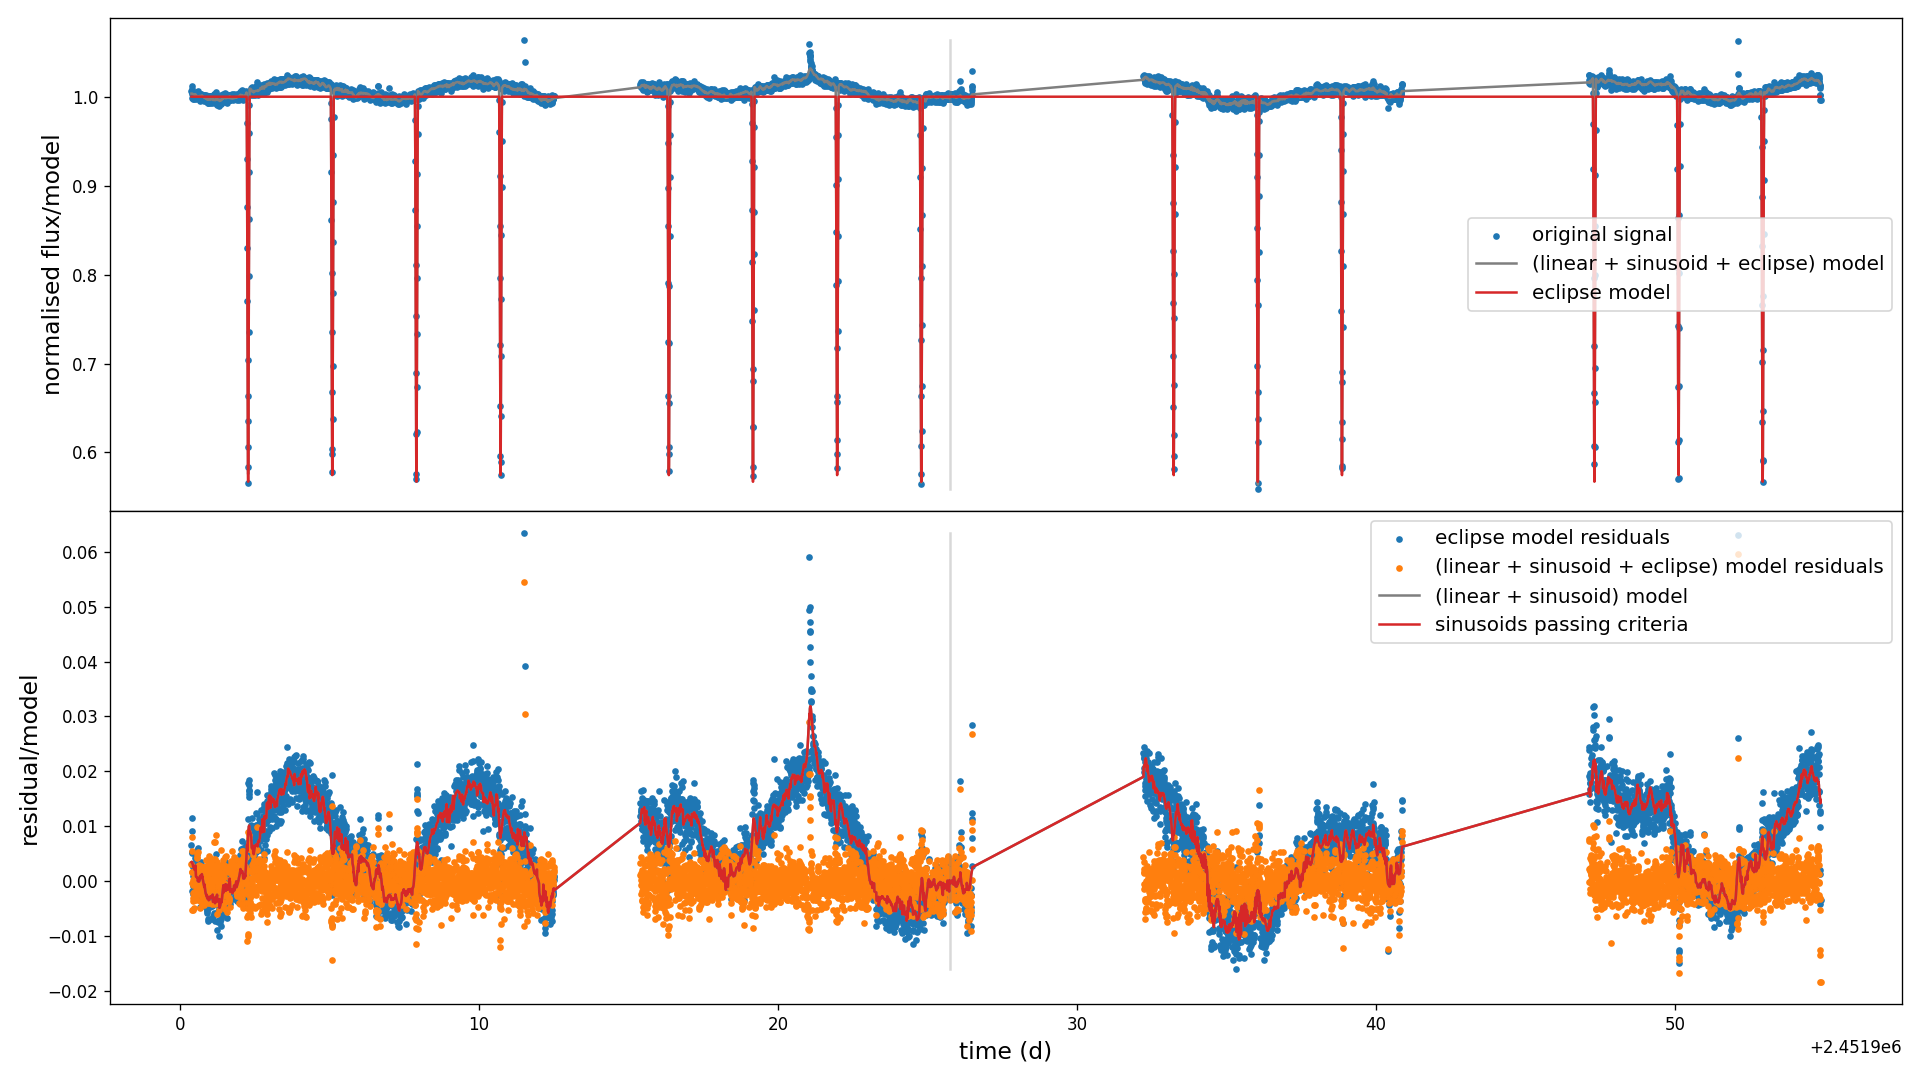 normalised flux/model
1.0
0.9
0.8
0.7
0.6
original signal
(linear + sinusoid + eclipse) model
eclipse model
residual/model
0.06
0.05
0.04
0.03
0.02
0.01
0.00
−0.01
−0.02
eclipse model residuals
(linear + sinusoid + eclipse) model residuals
(linear + sinusoid) model
sinusoids passing criteria
0
10
20
30
40
50
time (d)
+2.4519e6